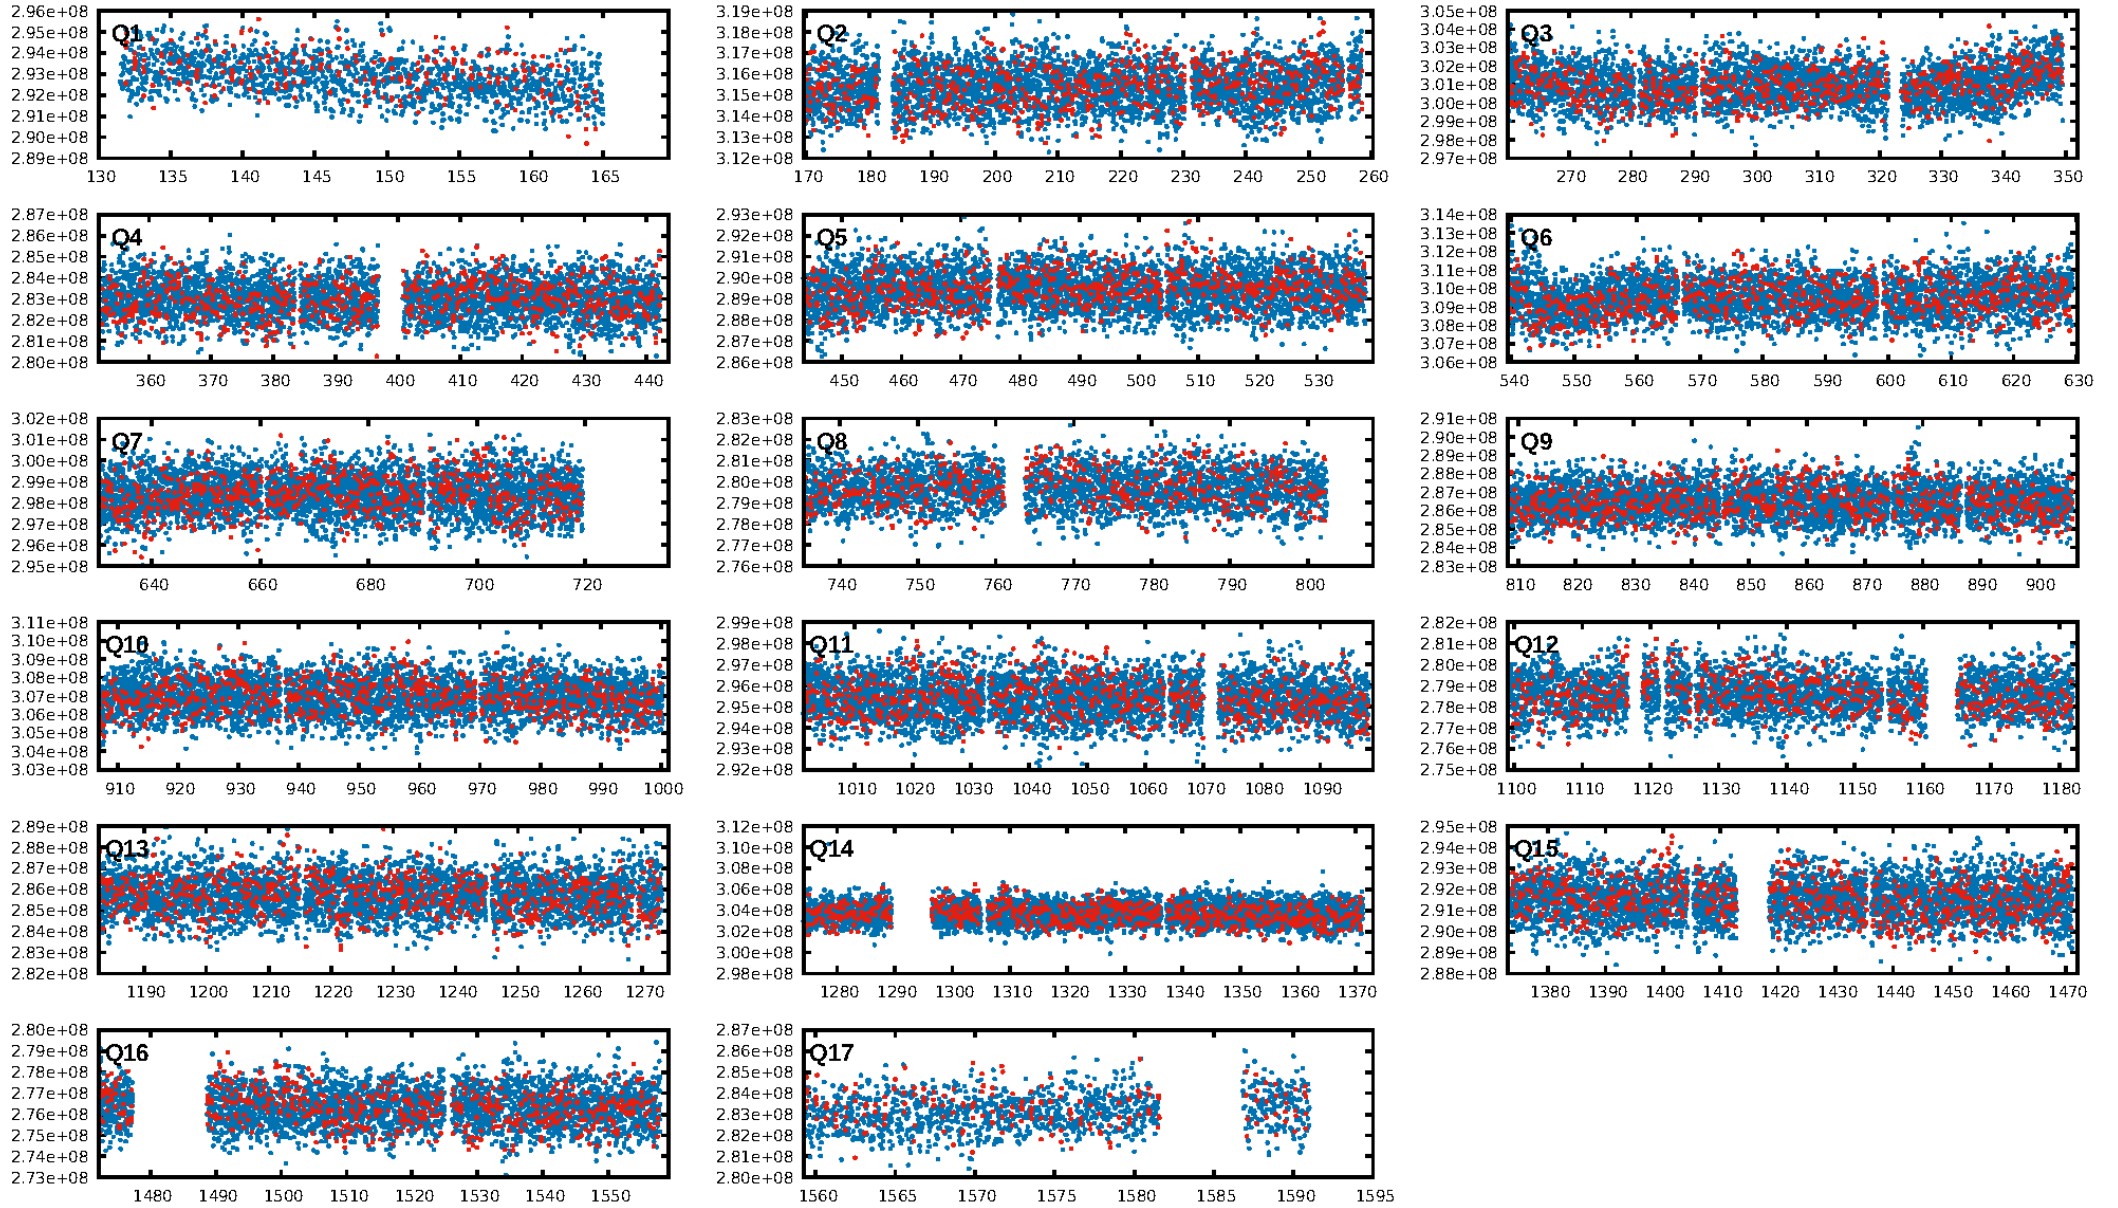 2.96e+08
2.95e+08
2.94e+08
2.93e+08
2.92e+08
2.91e+08
2.90e+08
2.89e+08
Q1
130 135 140 145 150 155 160 165
3.19e+08
3.18e+08
3.17e+08
3.16e+08
3.15e+08
3.14e+08
3.13e+08
3.12e+08
Q2
170 180 190 200 210 220 230 240 250 260
3.05e+08
3.04e+08
3.03e+08
3.02e+08
3.01e+08
3.00e+08
2.99e+08
2.98e+08
2.97e+08
Q3
270 280 290 300 310 320 330 340 350
2.87e+08
2.86e+08
2.85e+08
2.84e+08
2.83e+08
2.82e+08
2.81e+08
2.80e+08
Q4
360 370 380 390 400 410 420 430 440
2.93e+08
2.92e+08
2.91e+08
2.90e+08
2.89e+08
2.88e+08
2.87e+08
2.86e+08
Q5
450 460 470 480 490 500 510 520 530
3.14e+08
3.13e+08
3.12e+08
3.11e+08
3.10e+08
3.09e+08
3.08e+08
3.07e+08
3.06e+08
Q6
540 550 560 570 580 590 600 610 620 630
3.02e+08
3.01e+08
3.00e+08
2.99e+08
2.98e+08
2.97e+08
2.96e+08
2.95e+08
Q7
640 660 680 700 720
2.83e+08
2.82e+08
2.81e+08
2.80e+08
2.79e+08
2.78e+08
2.77e+08
2.76e+08
Q8
740 750 760 770 780 790 800
2.91e+08
2.90e+08
2.89e+08
2.88e+08
2.87e+08
2.86e+08
2.85e+08
2.84e+08
2.83e+08
Q9
810 820 830 840 850 860 870 880 890 900
3.11e+08
3.10e+08
3.09e+08
3.08e+08
3.07e+08
3.06e+08
3.05e+08
3.04e+08
3.03e+08
Q10
910 920 930 940 950 960 970 980 990 1000
2.99e+08
2.98e+08
2.97e+08
2.96e+08
2.95e+08
2.94e+08
2.93e+08
2.92e+08
Q11
1010 1020 1030 1040 1050 1060 1070 1080 1090
2.82e+08
2.81e+08
2.80e+08
2.79e+08
2.78e+08
2.77e+08
2.76e+08
2.75e+08
Q12
1100 1110 1120 1130 1140 1150 1160 1170 1180
2.89e+08
2.88e+08
2.87e+08
2.86e+08
2.85e+08
2.84e+08
2.83e+08
2.82e+08
Q13
1190 1200 1210 1220 1230 1240 1250 1260 1270
3.12e+08
3.10e+08
3.08e+08
3.06e+08
3.04e+08
3.02e+08
3.00e+08
2.98e+08
Q14
1280 1290 1300 1310 1320 1330 1340 1350 1360 1370
2.95e+08
2.94e+08
2.93e+08
2.92e+08
2.91e+08
2.90e+08
2.89e+08
2.88e+08
Q15
1380 1390 1400 1410 1420 1430 1440 1450 1460 1470
2.80e+08
2.79e+08
2.78e+08
2.77e+08
2.76e+08
2.75e+08
2.74e+08
2.73e+08
Q16
1480 1490 1500 1510 1520 1530 1540 1550
2.87e+08
2.86e+08
2.85e+08
2.84e+08
2.83e+08
2.82e+08
2.81e+08
2.80e+08
Q17
1560 1565 1570 1575 1580 1585 1590 1595